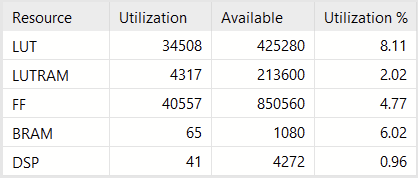 Resource Utilization Available Utilization %
LUT 34508 425280 8.11
LUTRAM 4317 213600 2.02
FF 40557 850560 4.77
BRAM 65 1080 6.02
DSP 41 4272 0.96